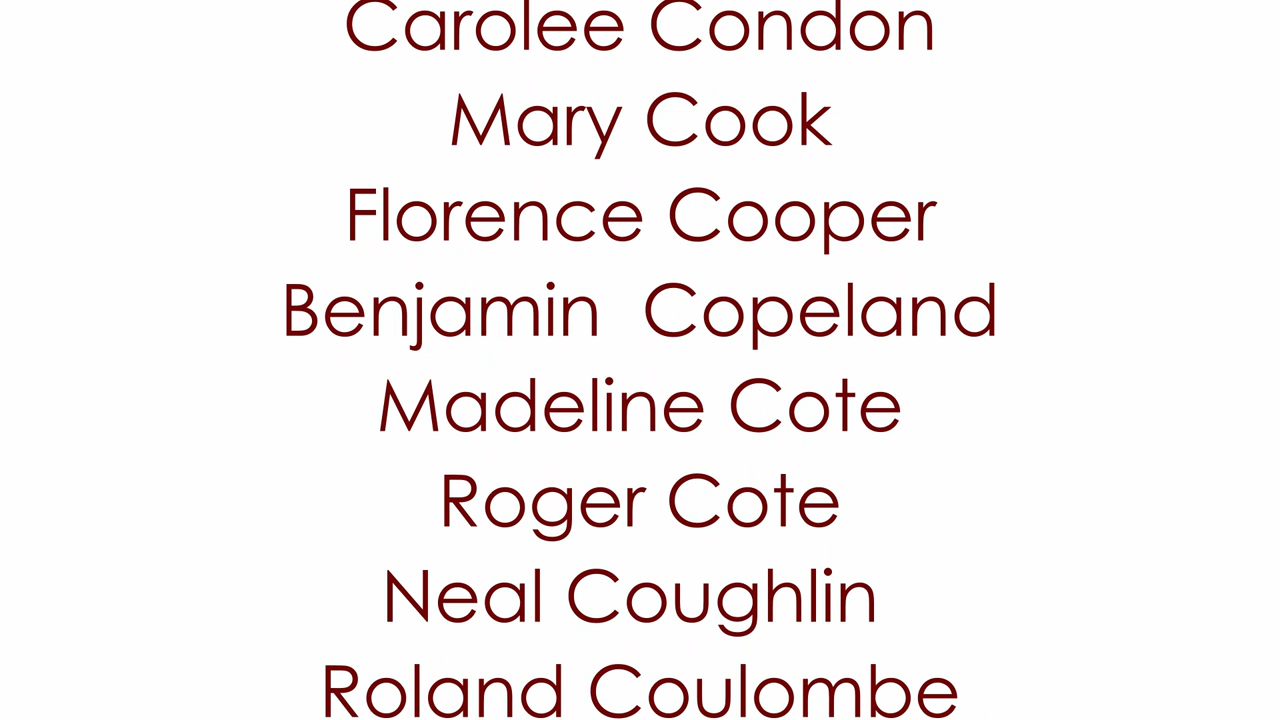 Carolee Condon
Mary Cook
Florence Cooper
Benjamin  Copeland
Madeline Cote
Roger Cote
Neal Coughlin
Roland Coulombe